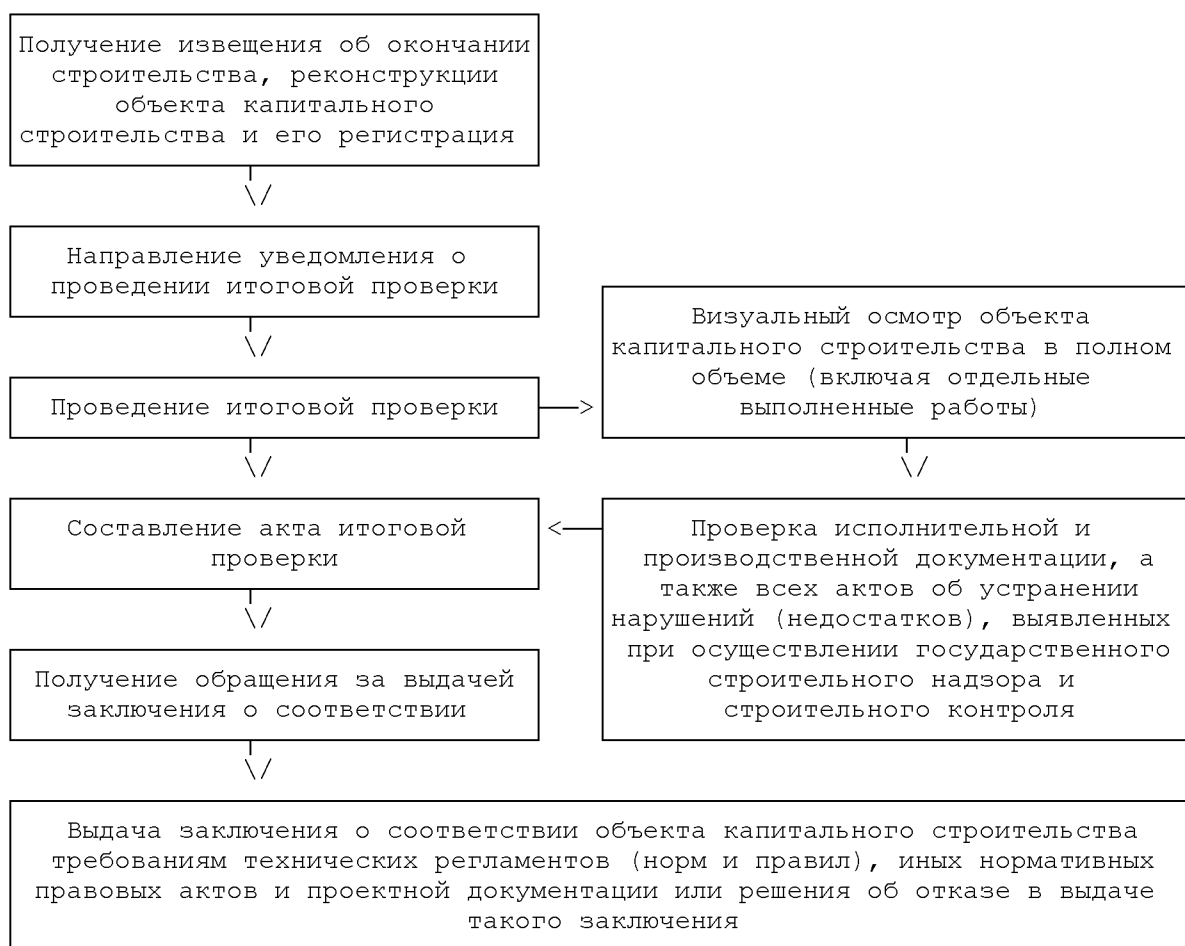 Получение извещения об окончании
строительства, реконструкции
объекта капитального
строительства и его регистрация
\/
Направление уведомления о
проведении итоговой проверки
\/
Проведение итоговой проверки
>
Визуальный осмотр объекта
капитального строительства в полном
объеме (включая отдельные
выполненные работы)
\/
\/
Проверка исполнительной и
производственной документации, а
также всех актов об устранении
нарушений (недостатков), выявленных
при осуществлении государственного
строительного надзора и
строительного контроля
<
Составление акта итоговой
проверки
\/
Получение обращения за выдачей
заключения о соответствии
\/
Выдача заключения о соответствии объекта капитального строительства
требованиям технических регламентов (норм и правил), иных нормативных
правовых актов и проектной документации или решения об отказе в выдаче
такого заключения